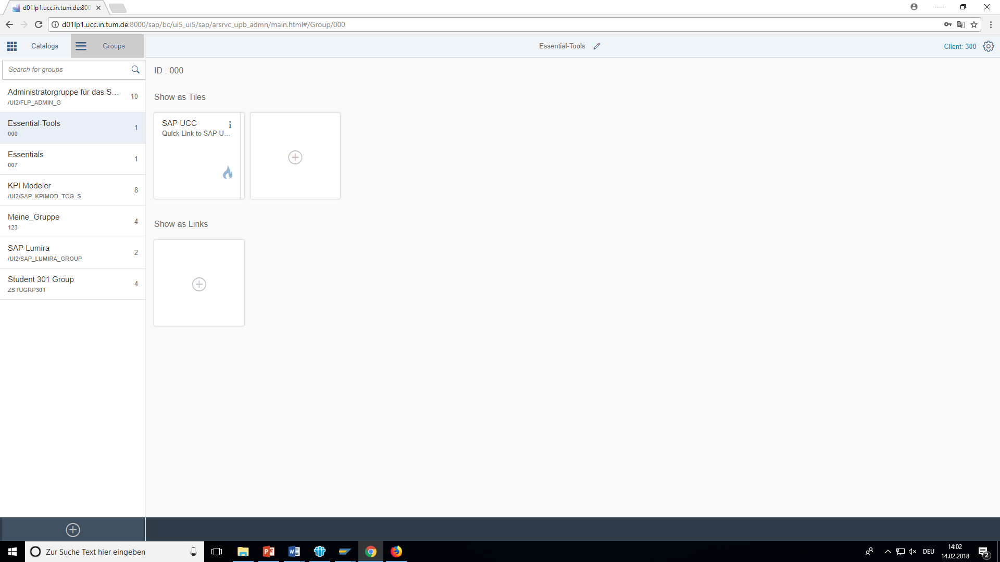 d01lp1.ucc.in.tum.de:800
d01lp1.ucc.in.tum.de:8000/sap/bc/ui5_ui5/sap/arsrvc_upb_admn/main.html#/Group/000
Catalogs
Groups
Essential-Tools
Client: 300
Search for groups
Administratorgruppe für das S...
10
/UI2/FLP_ADMIN_G
Essential-Tools
1
000
Essentials
1
007
KPI Modeler
8
/UI2/SAP_KPIMOD_TCG_S
Meine_Gruppe
4
123
SAP Lumira
2
/UI2/SAP_LUMIRA_GROUP
Student 301 Group
4
ZSTUGRP301
ID : 000
Show as Tiles
SAP UCC
Quick Link to SAP U...
Show as Links
Zur Suche Text hier eingeben
DEU
14:02
14.02.2018
2